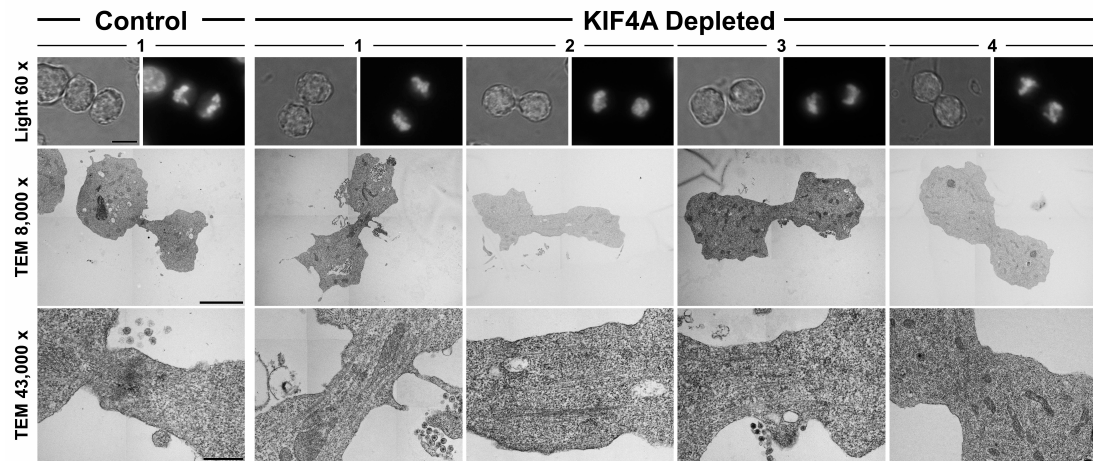 Control
KIF4A Depleted
1
1
2
3
4
Light 60 x
TEM 8,000 x
TEM 43,000 x